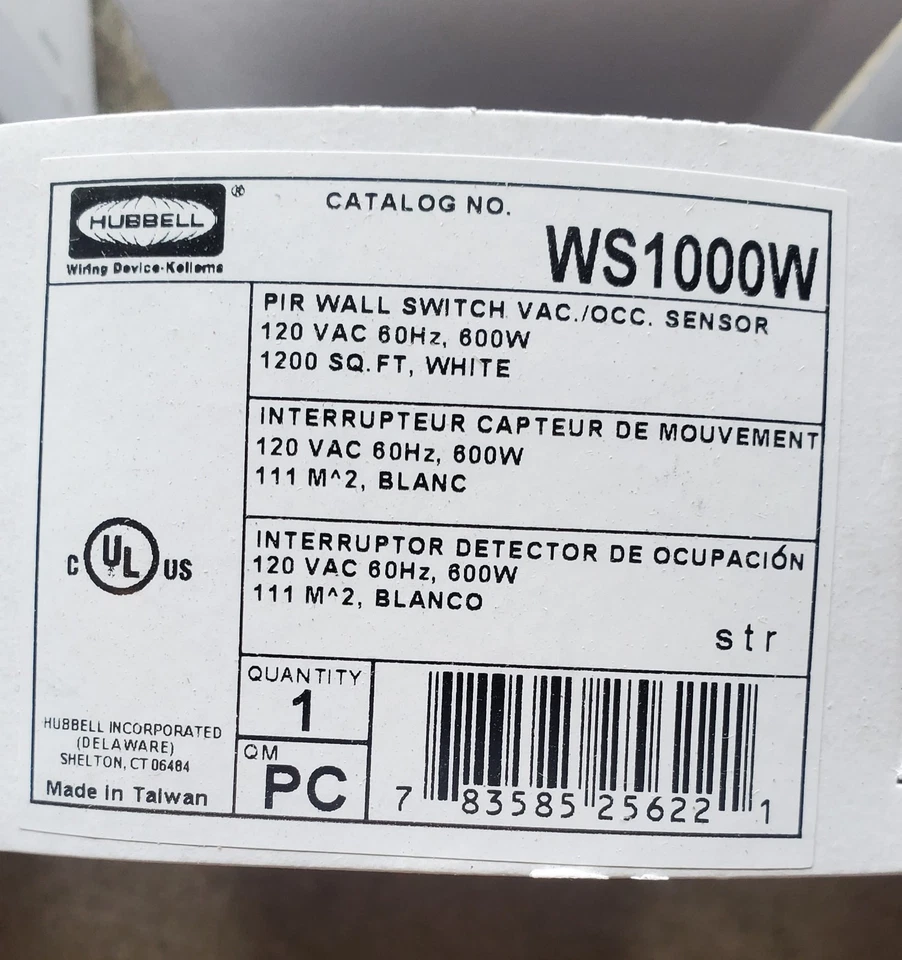 HUBBELL®
Wiring Device-Kellems
CATALOG NO.
WS1000W
PIR WALL SWITCH VAC./OCC. SENSOR
120 VAC 60Hz, 600W
1200 SQ.FT, WHITE
INTERRUPTEUR CAPTEUR DE MOUVEMENT
120 VAC 60Hz, 600W
111 M^2, BLANC
INTERRUPTOR DETECTOR DE OCUPACIÓN
120 VAC 60Hz, 600W
111 M^2, BLANCO
str
C UL US
HUBBELL INCORPORATED
(DELAWARE)
SHELTON, CT 06484
Made in Taiwan
QUANTITY
1
QM
PC
7 83585 25622 1